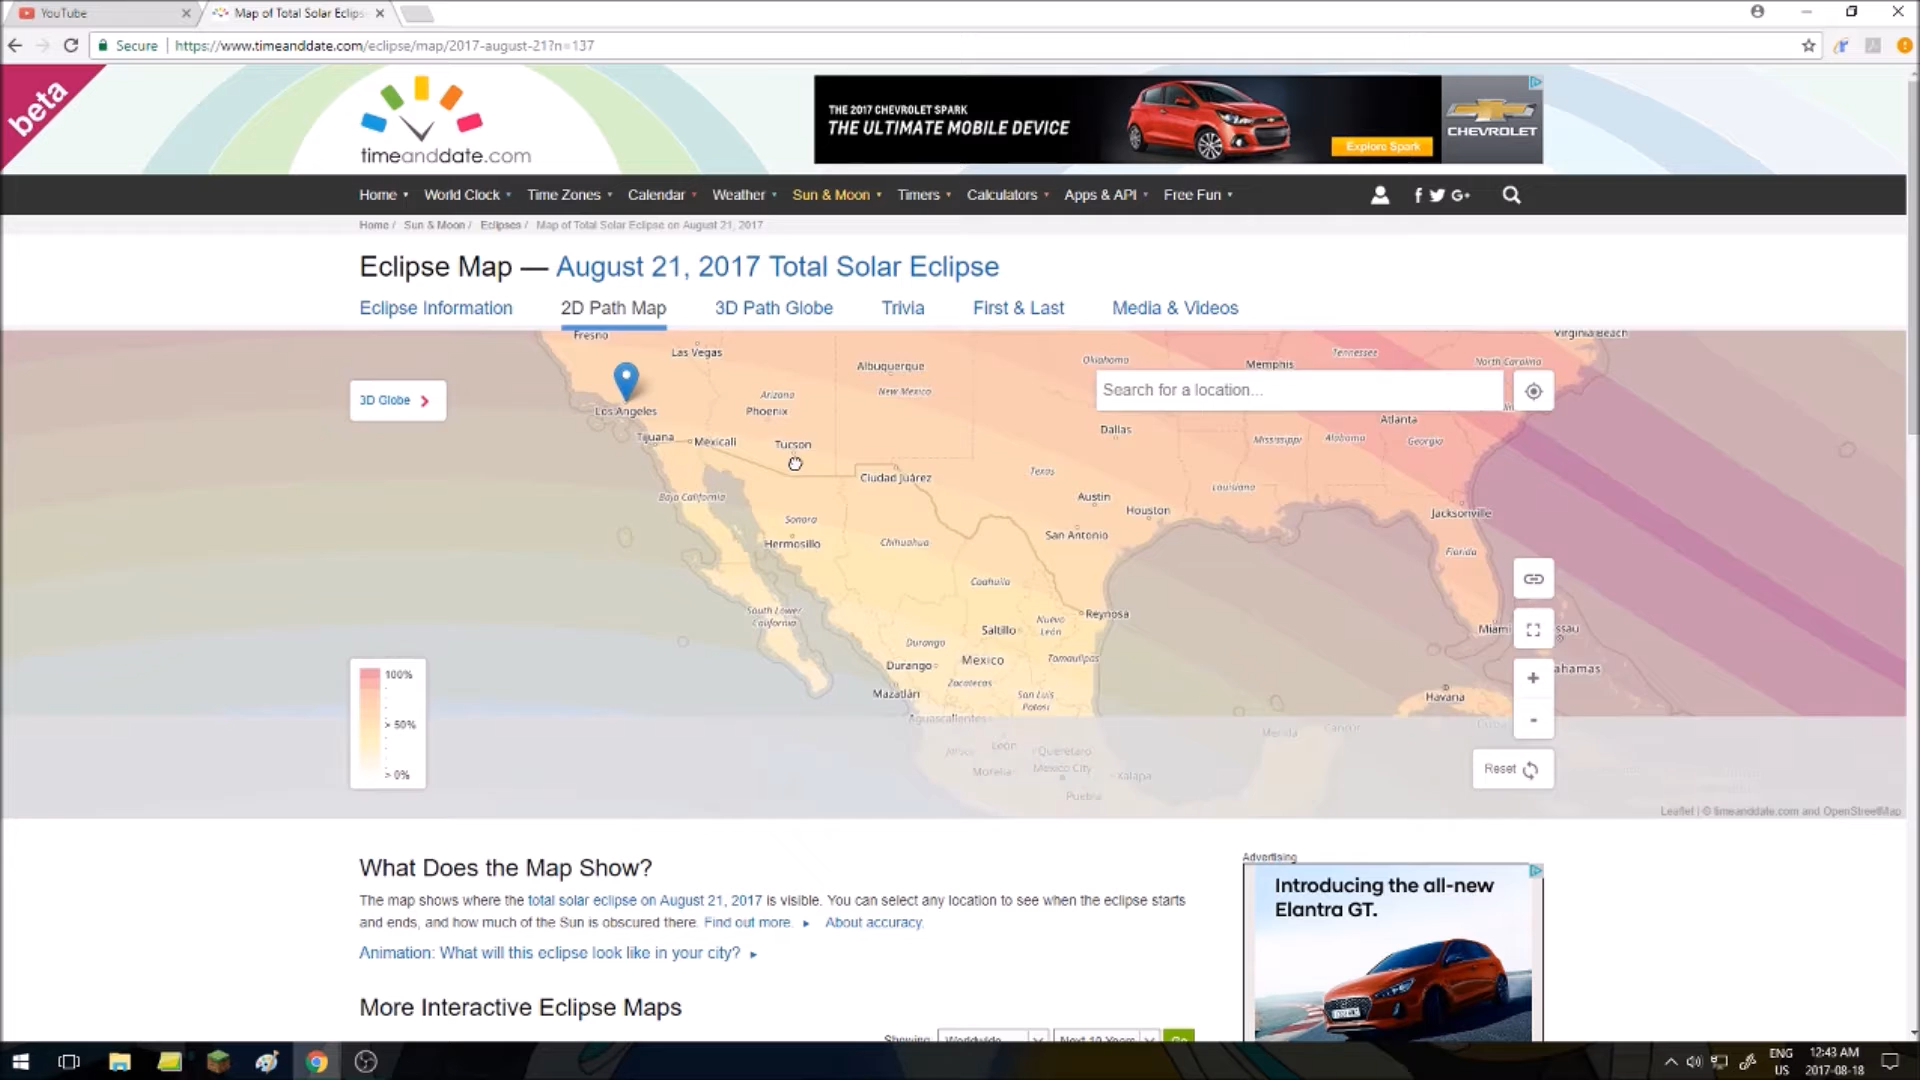 YouTube
Map of Total Solar Eclips
Secure
https://www.timeanddate.com/eclipse/map/2017-august-21?n=137
beta
timeanddate.com
THE 2017 CHEVROLET SPARK
THE ULTIMATE MOBILE DEVICE
Explore Spark
CHEVROLET
Home World Clock Time Zones Calendar Weather Sun & Moon Timers Calculators Apps & API Free Fun
Home / Sun & Moon / Eclipses / Map of Total Solar Eclipse on August 21, 2017
Eclipse Map — August 21, 2017 Total Solar Eclipse
Eclipse Information 2D Path Map 3D Path Globe Trivia First & Last Media & Videos
Fresno
Virginia Beach
Las Vegas
Albuquerque
Oklahoma
Memphis
Tennessee
North Carolina
3D Globe
Arizona
New Mexico
Search for a location...
Los Angeles
Phoenix
Dallas
Atlanta
Tijuana
Mexicali
Tucson
Mississippi
Alabama
Georgia
Ciudad Juárez
Texas
Baja California
Austin
Louisiana
Houston
Jacksonville
Sonora
San Antonio
Hermosillo
Chihuahua
Florida
Coahuila
South Lower California
Reynosa
Nuevo León
Saltillo
Miami
ssau
Durango
Durango
Mexico
Tamaulipas
ahamas
100%
Zacatecas
Mazatlán
San Luis Potosi
Havana
> 50%
Aguascalientes
Cuba
Merida
Cancún
León
Querétaro
Morelia
Mexico City
Xalapa
Puebla
> 0%
+
-
Reset
Leaflet | © timeanddate.com and OpenStreetMap
What Does the Map Show?
The map shows where the total solar eclipse on August 21, 2017 is visible. You can select any location to see when the eclipse starts
and ends, and how much of the Sun is obscured there. Find out more. About accuracy.
Animation: What will this eclipse look like in your city?
More Interactive Eclipse Maps
Showing: Worldwide Next 10 Years Go
Advertising
Introducing the all-new
Elantra GT.
ENG
US
12:43 AM
2017-08-18